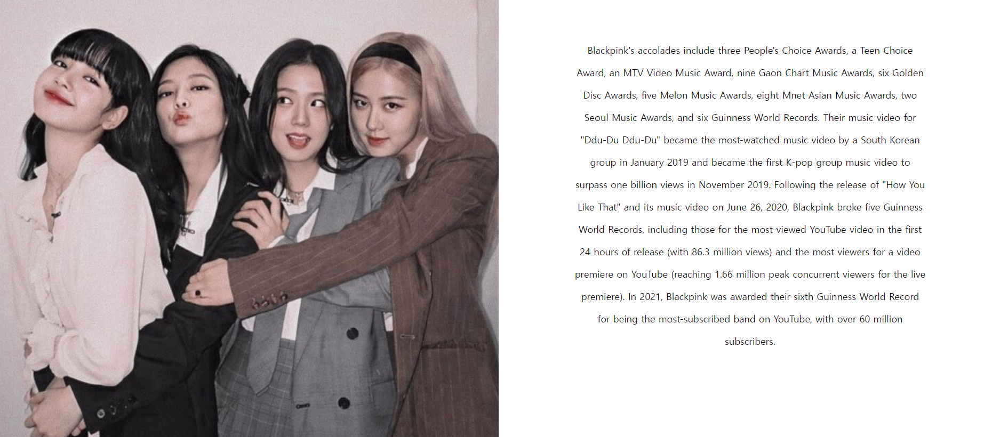 Blackpink's accolades include three People's Choice Awards, a Teen Choice
Award, an MTV Video Music Award, nine Gaon Chart Music Awards, six Golden
Disc Awards, five Melon Music Awards, eight Mnet Asian Music Awards, two
Seoul Music Awards, and six Guinness World Records. Their music video for
"Ddu-Du Ddu-Du" became the most-watched music video by a South Korean
group in January 2019 and became the first K-pop group music video to
surpass one billion views in November 2019. Following the release of "How You
Like That" and its music video on June 26, 2020, Blackpink broke five Guinness
World Records, including those for the most-viewed YouTube video in the first
24 hours of release (with 86.3 million views) and the most viewers for a video
premiere on YouTube (reaching 1.66 million peak concurrent viewers for the live
premiere). In 2021, Blackpink was awarded their sixth Guinness World Record
for being the most-subscribed band on YouTube, with over 60 million
subscribers.